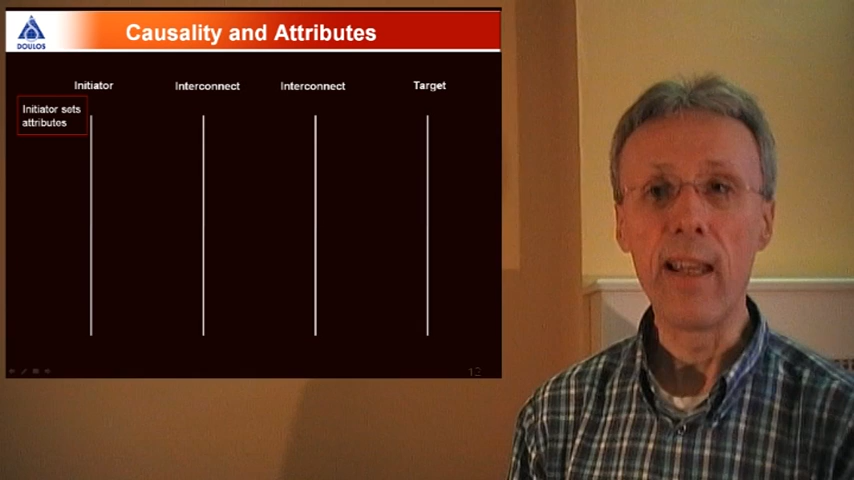 DOULOS
Causality and Attributes
Initiator
Interconnect
Interconnect
Target
Initiator sets
attributes
12